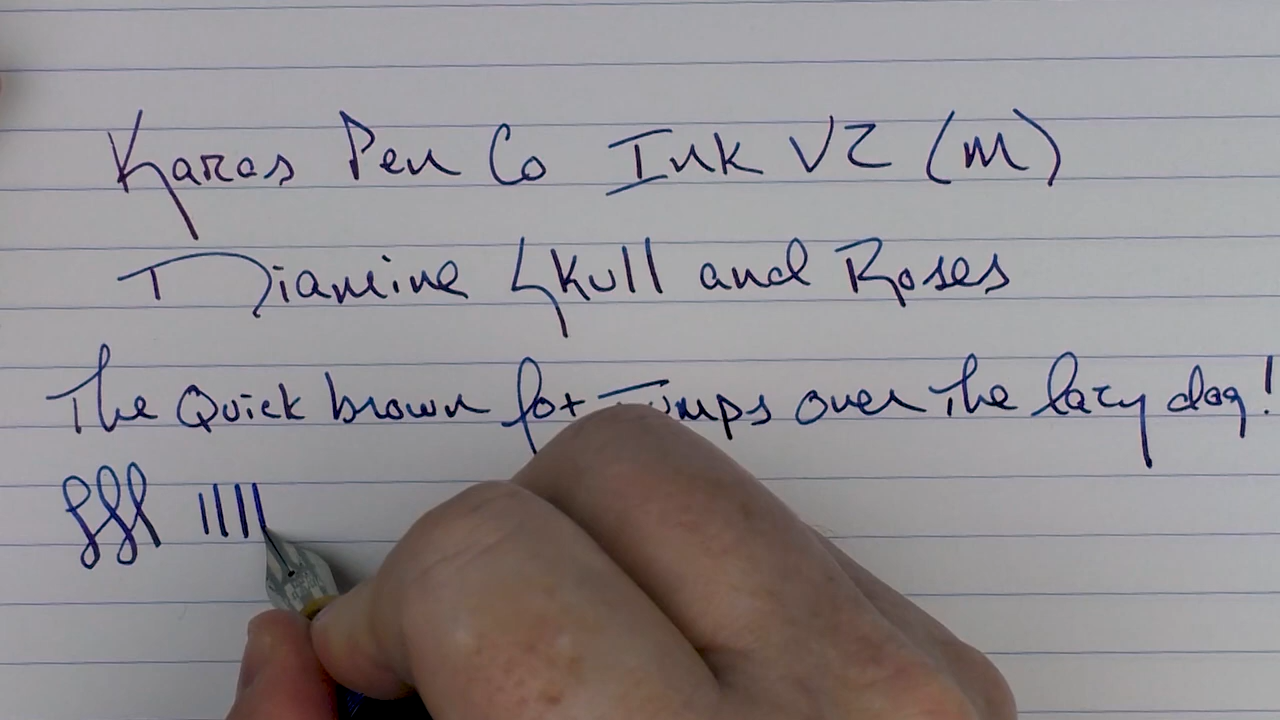 Karas Pen Co Ink V2 (M)
Diamine Skull and Roses
The Quick brown fox Jumps over the lazy dog!
fff llll